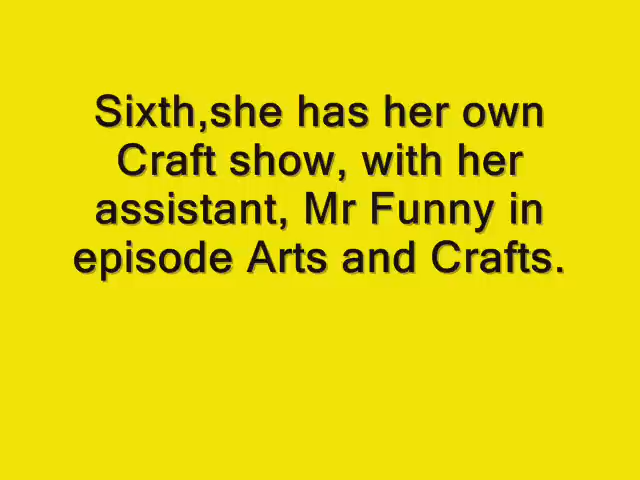 Sixth,she has her own
Craft show, with her
assistant, Mr Funny in
episode Arts and Crafts.